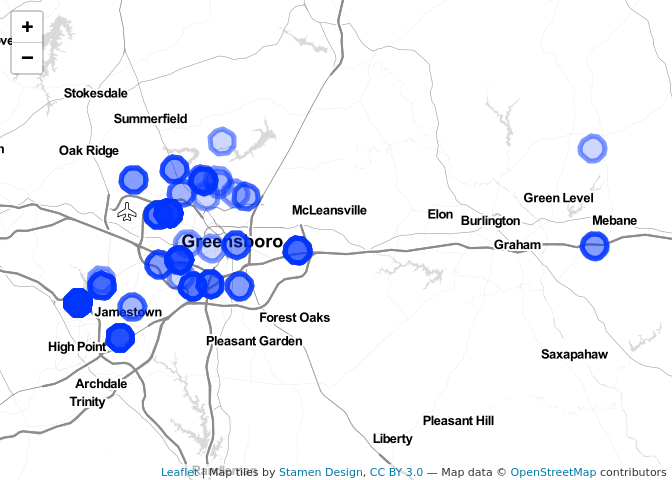 +
−
Stokesdale
Summerfield
Oak Ridge
McLeansville
Green Level
Elon
Burlington
Mebane
Greensboro
Graham
Jamestown
Forest Oaks
High Point
Pleasant Garden
Saxapahaw
Archdale
Trinity
Pleasant Hill
Liberty
Leaflet | Map tiles by Stamen Design, CC BY 3.0 — Map data © OpenStreetMap contributors